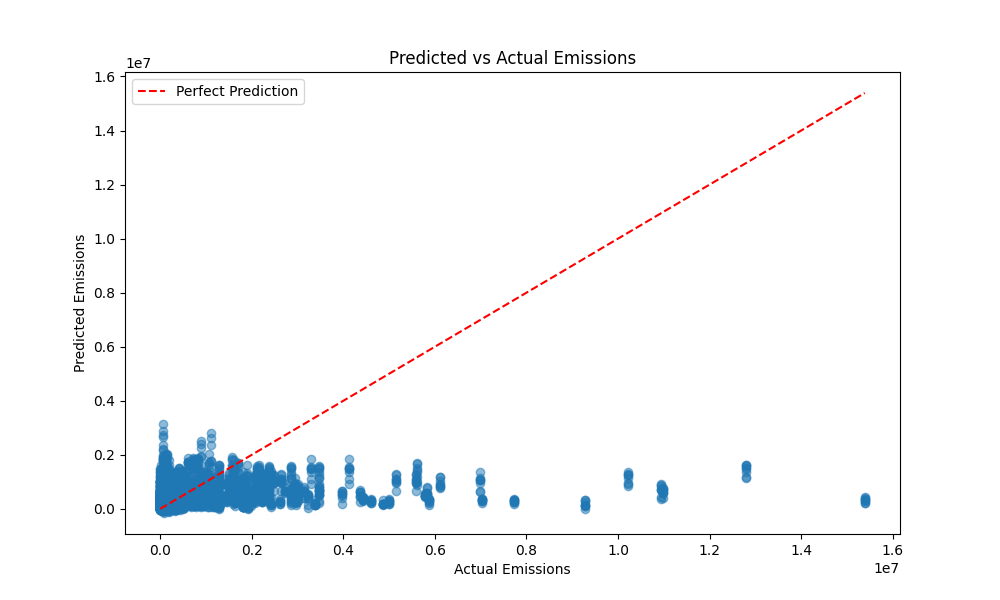 Predicted vs Actual Emissions
1e7
1.6
1.4
1.2
1.0
0.8
0.6
0.4
0.2
0.0
Predicted Emissions
Perfect Prediction
0.0 0.2 0.4 0.6 0.8 1.0 1.2 1.4 1.6
Actual Emissions
1e7